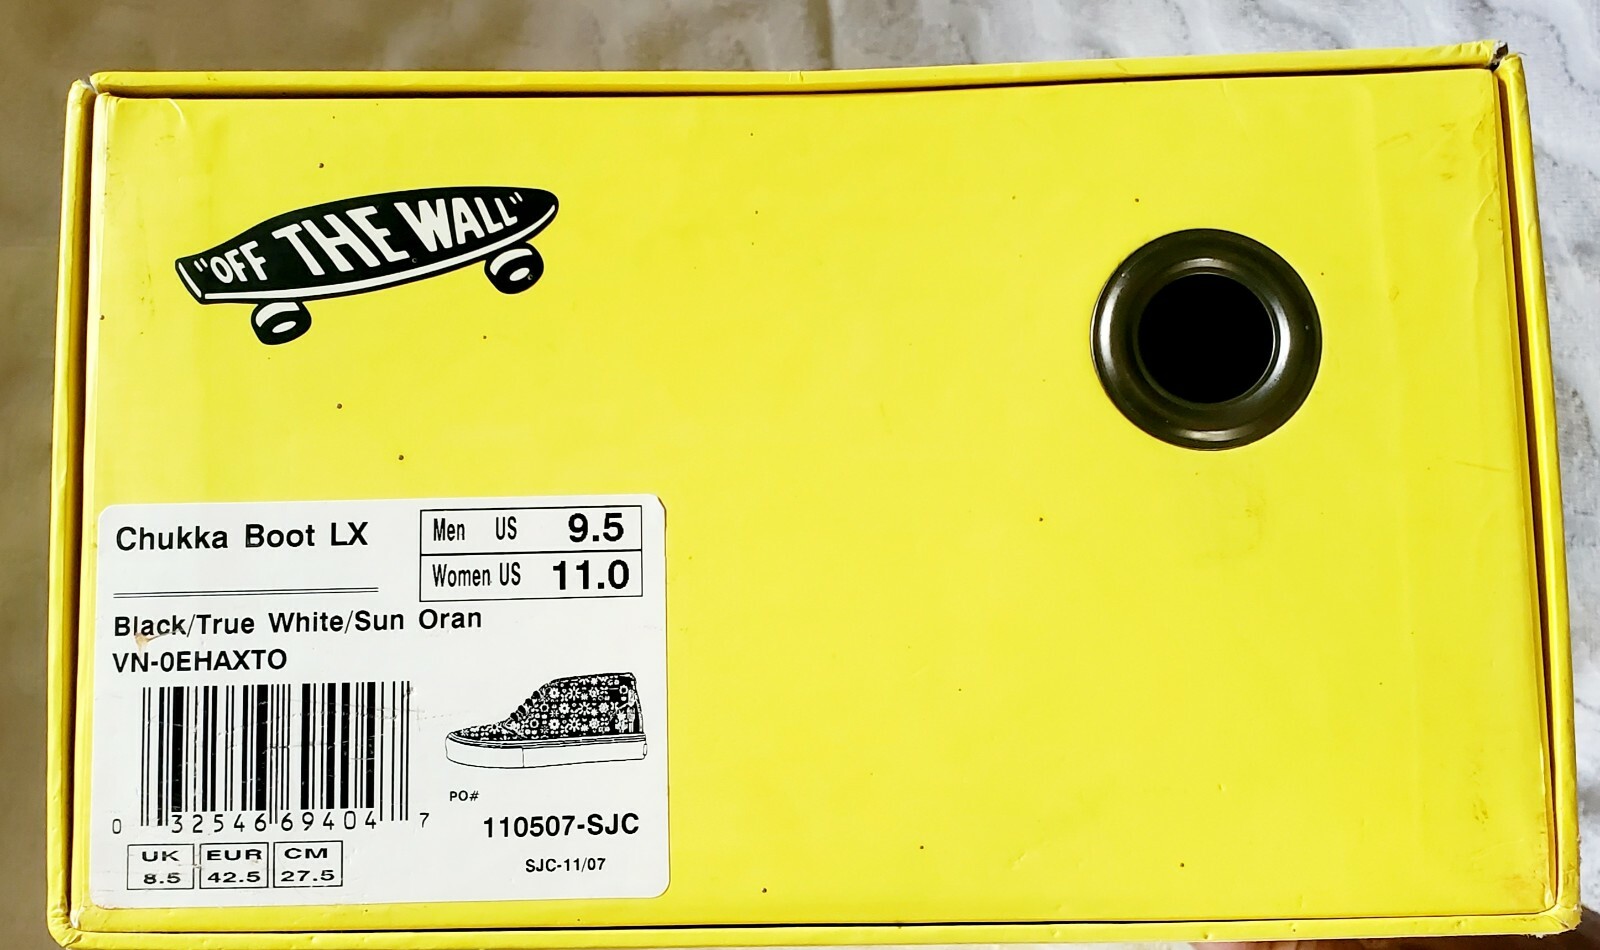 "OFF THE WALL"
Chukka Boot LX
Men US 9.5
Women US 11.0
Black/True White/Sun Oran
VN-0EHAXTO
0 32546 69404 7
PO#
110507-SJC
SJC-11/07
UK EUR CM
8.5 42.5 27.5